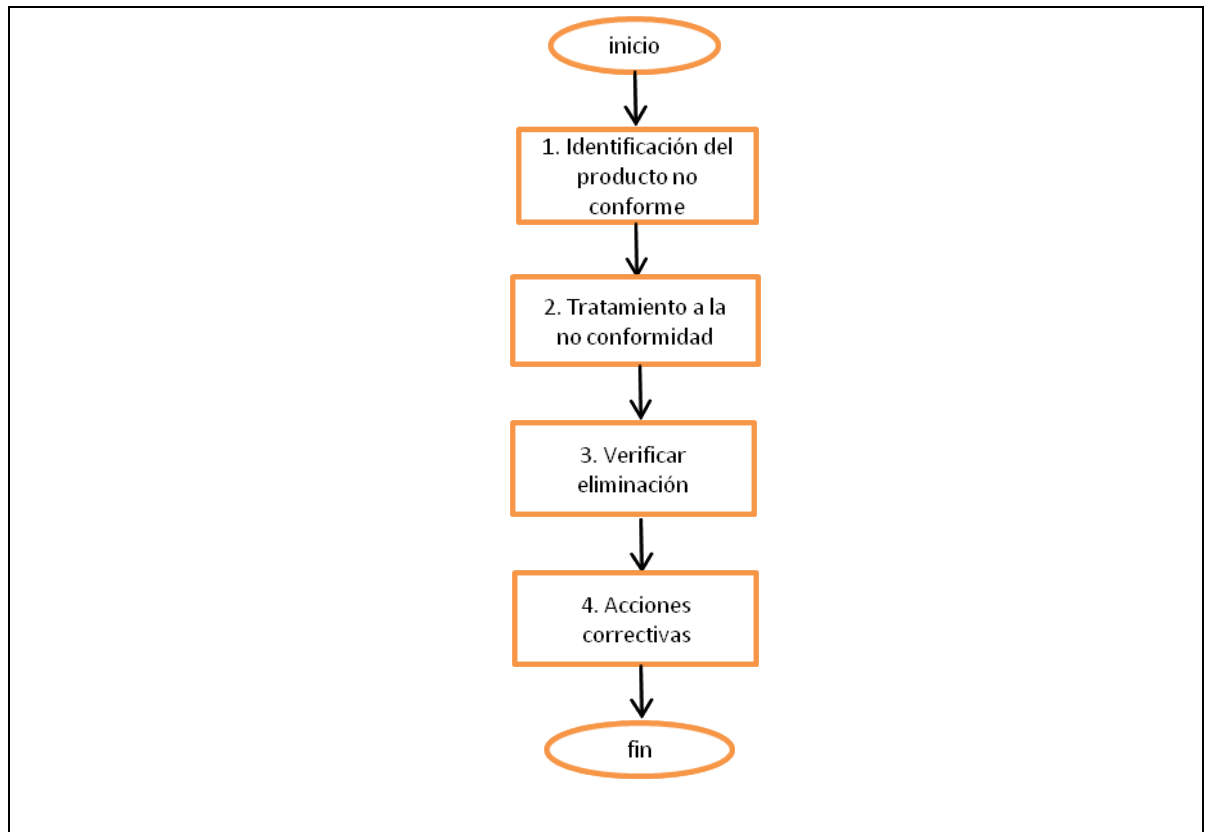 inicio
1. Identificación del
producto no
conforme
2. Tratamiento a la
no conformidad
3. Verificar
eliminación
4. Acciones
correctivas
fin